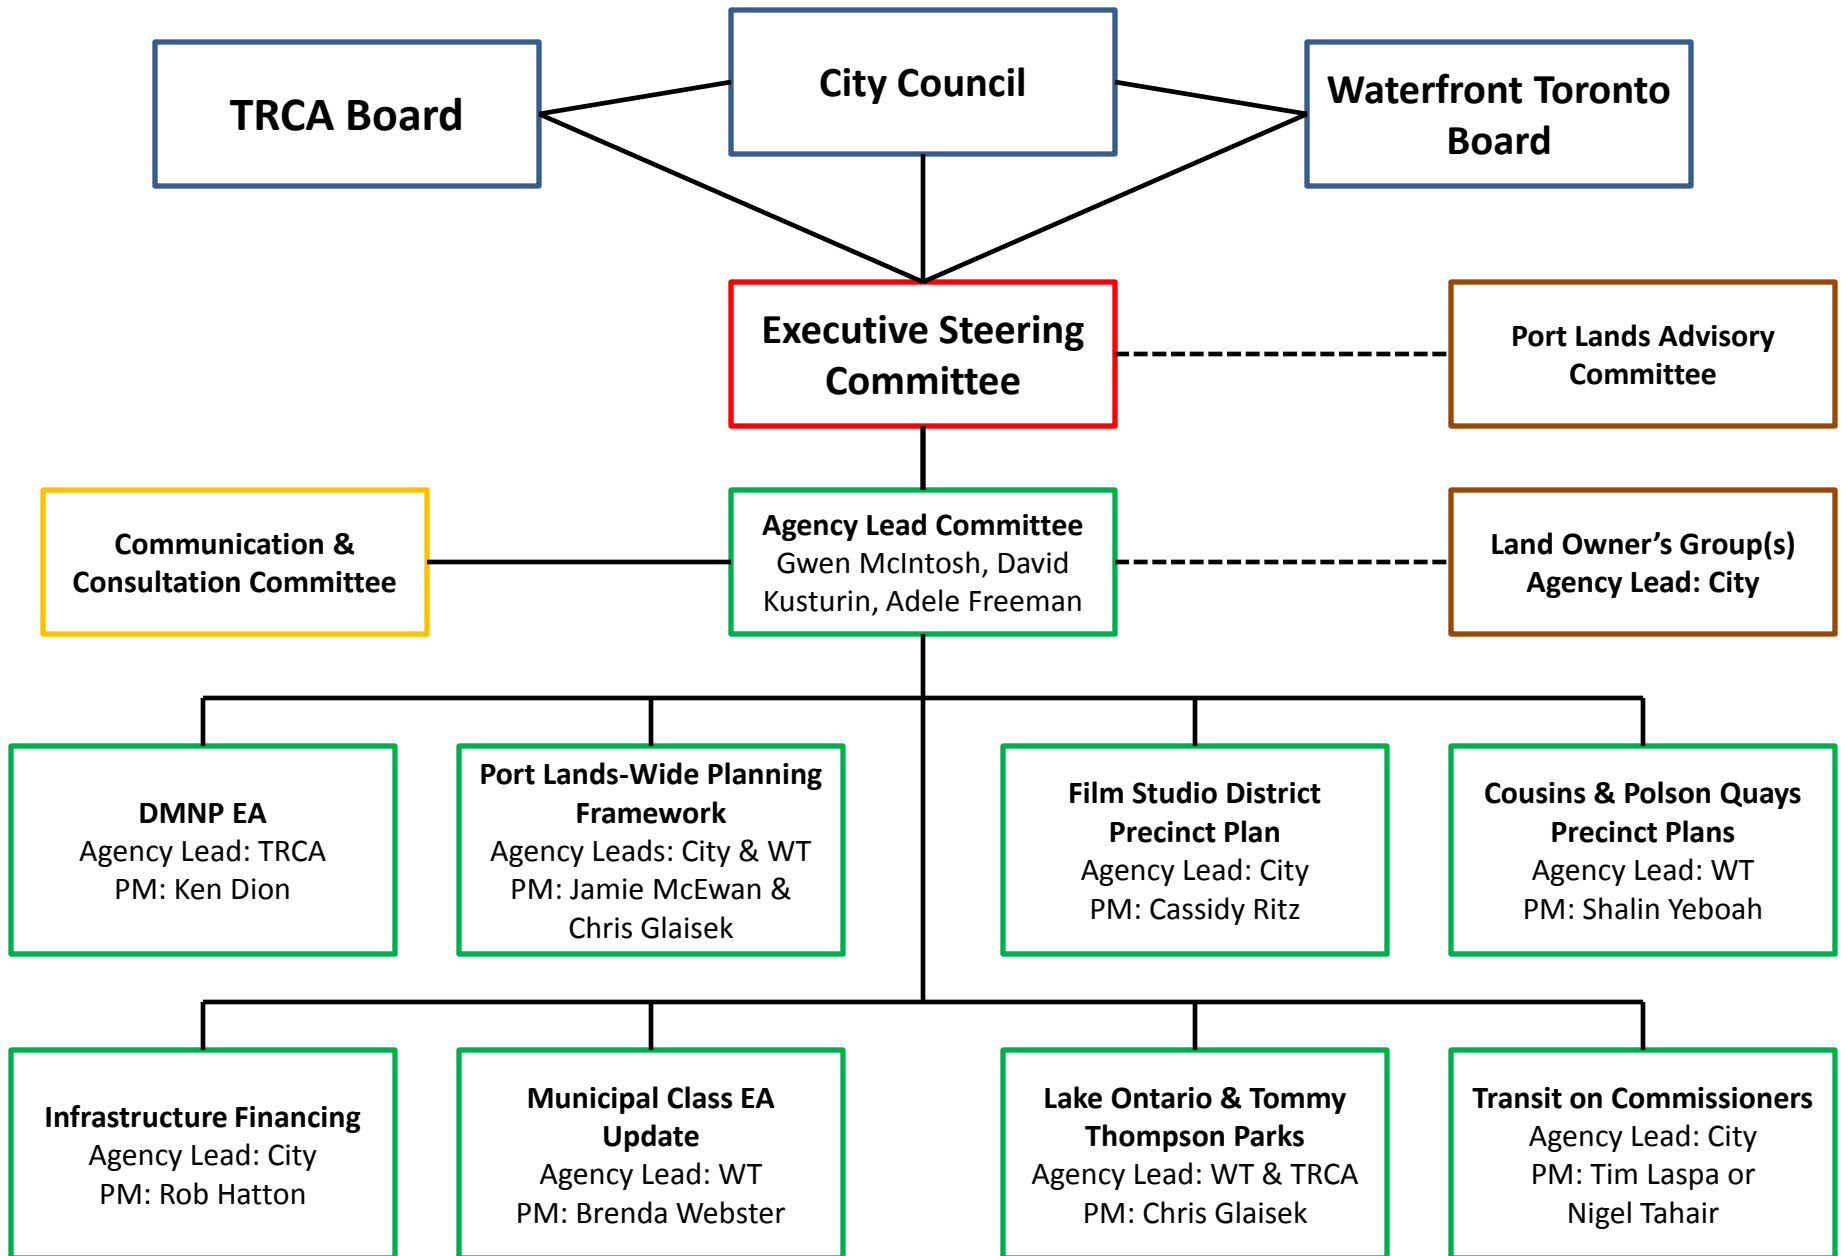 TRCA Board
City Council
Waterfront Toronto
Board
Executive Steering
Committee
Port Lands Advisory
Committee
Communication &
Consultation Committee
Agency Lead Committee
Gwen McIntosh, David
Kusturin, Adele Freeman
Land Owner’s Group(s)
Agency Lead: City
DMNP EA
Agency Lead: TRCA
PM: Ken Dion
Port Lands-Wide Planning
Framework
Agency Leads: City & WT
PM: Jamie McEwan &
Chris Glaisek
Film Studio District
Precinct Plan
Agency Lead: City
PM: Cassidy Ritz
Cousins & Polson Quays
Precinct Plans
Agency Lead: WT
PM: Shalin Yeboah
Infrastructure Financing
Agency Lead: City
PM: Rob Hatton
Municipal Class EA
Update
Agency Lead: WT
PM: Brenda Webster
Lake Ontario & Tommy
Thompson Parks
Agency Lead: WT & TRCA
PM: Chris Glaisek
Transit on Commissioners
Agency Lead: City
PM: Tim Laspa or
Nigel Tahair